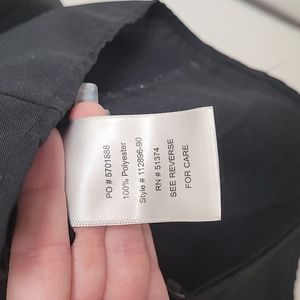 PO # 5701888
100% Polyester
Style # 112896-90
RN # 51374
SEE REVERSE
FOR CARE